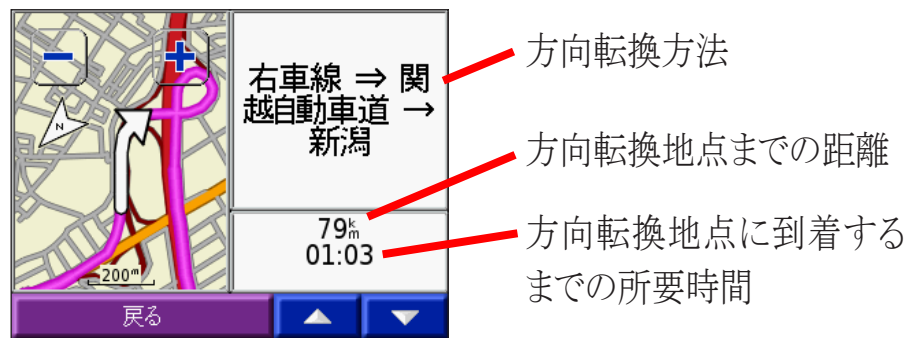 右車線 ⇒ 関
越自動車道 →
新潟
79km
01:03
N
200m
戻る
方向転換方法
方向転換地点までの距離
方向転換地点に到着する
までの所要時間